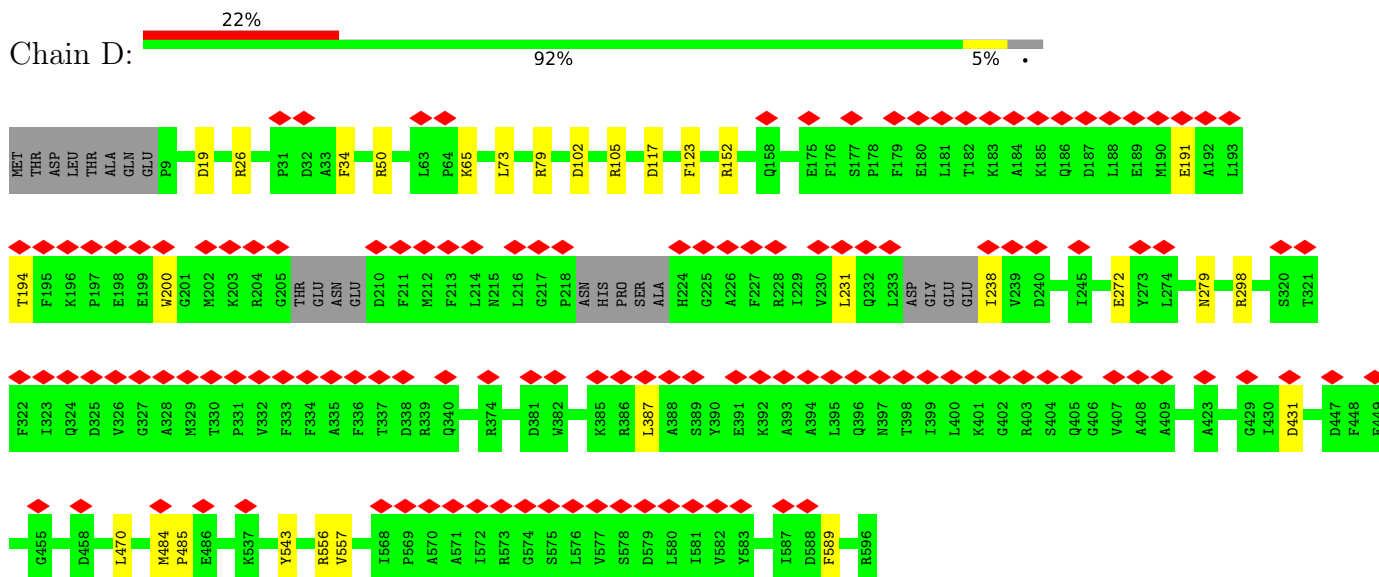 22%
Chain D:
92% 5% •
MET THR ASP LEU THR ALA GLN GLU P9 D19 R26 P31 D32 A33 F34 R50 L63 P64 K65 L73 R79 D102 R105 D117 F123 R152 Q158 E175 F176 S177 P178 F179 E180 L181 T182 K183 A184 K185 Q186 D187 L188 E189 M190 E191 A192 L193
T194 F195 K196 P197 E198 E199 W200 G201 M202 K203 R204 G205 THR GLU ASN GLU D210 F211 M212 F213 L214 N215 L216 G217 P218 ASN HIS PRO SER ALA H224 G225 A226 F227 R228 I229 V230 L231 Q232 L233 ASP GLY GLU GLU I238 V239 D240 I245 E272 Y273 L274 N279 R298 S320 T321
F322 I323 Q324 D325 V326 G327 A328 M329 T330 P331 V332 F333 F334 A335 F336 T337 D338 R339 Q340 R374 D381 W382 K385 R386 L387 A388 S389 Y390 E391 K392 A393 A394 L395 Q396 N397 T398 I399 L400 K401 G402 R403 S404 Q405 G406 V407 A408 A409 A423 G429 I430 D431 D447 F448
G455 D458 L470 M484 P485 E486 K537 Y543 R556 V557 I568 P569 A570 A571 I572 R573 G574 S575 L576 V577 S578 D579 L580 I581 V582 Y583 I587 D588 F589 R596